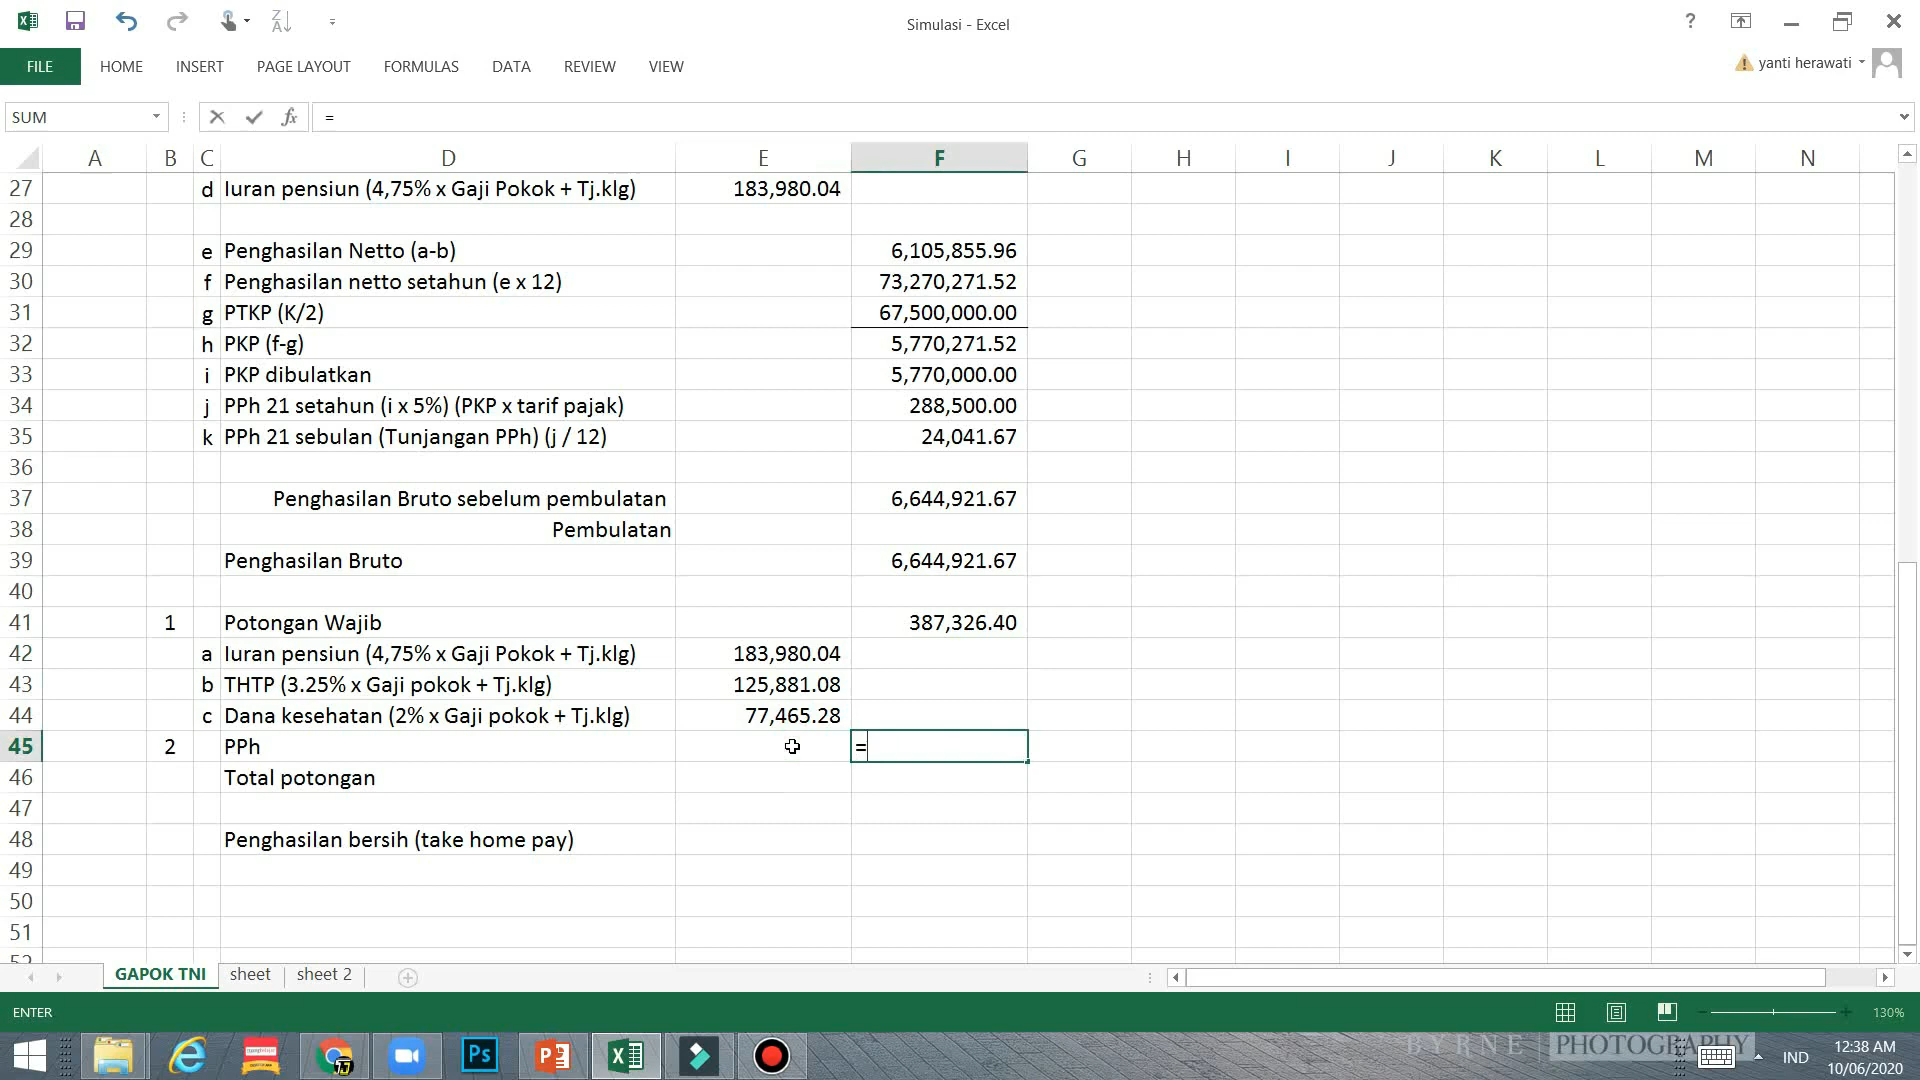 Simulasi - Excel
?
FILE HOME INSERT PAGE LAYOUT FORMULAS DATA REVIEW VIEW
yanti herawati
SUM fx =
A B C D E F G H I J K L M N
27 d Iuran pensiun (4,75% x Gaji Pokok + Tj.klg) 183,980.04
28
29 e Penghasilan Netto (a-b) 6,105,855.96
30 f Penghasilan netto setahun (e x 12) 73,270,271.52
31 g PTKP (K/2) 67,500,000.00
32 h PKP (f-g) 5,770,271.52
33 i PKP dibulatkan 5,770,000.00
34 j PPh 21 setahun (i x 5%) (PKP x tarif pajak) 288,500.00
35 k PPh 21 sebulan (Tunjangan PPh) (j / 12) 24,041.67
36
37 Penghasilan Bruto sebelum pembulatan 6,644,921.67
38 Pembulatan
39 Penghasilan Bruto 6,644,921.67
40
41 1 Potongan Wajib 387,326.40
42 a Iuran pensiun (4,75% x Gaji Pokok + Tj.klg) 183,980.04
43 b THTP (3.25% x Gaji pokok + Tj.klg) 125,881.08
44 c Dana kesehatan (2% x Gaji pokok + Tj.klg) 77,465.28
45 2 PPh =
46 Total potongan
47
48 Penghasilan bersih (take home pay)
49
50
51
52
GAPOK TNI sheet sheet 2
ENTER 130%
BYRNE PHOTOGRAPHY
IND
12:38 AM
10/06/2020